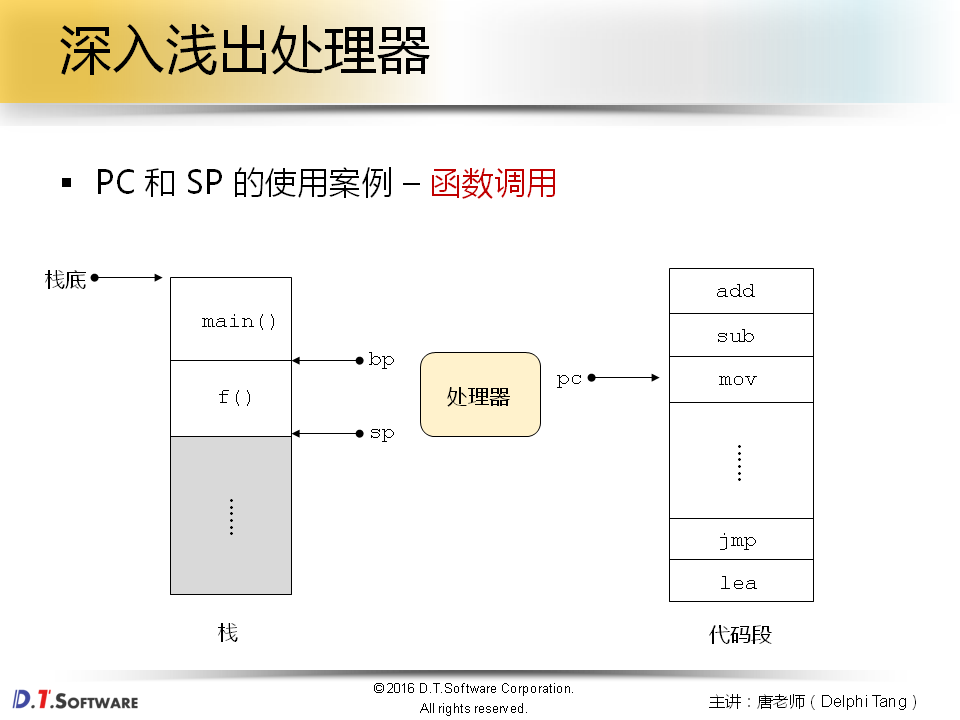 深入浅出处理器
▪ PC 和 SP 的使用案例 – 函数调用
栈底
main()
bp
f()
sp
……
栈
处理器
pc
add
sub
mov
……
jmp
lea
代码段
D.T.SOFTWARE
©2016 D.T.Software Corporation.
All rights reserved.
主讲：唐老师（Delphi Tang）